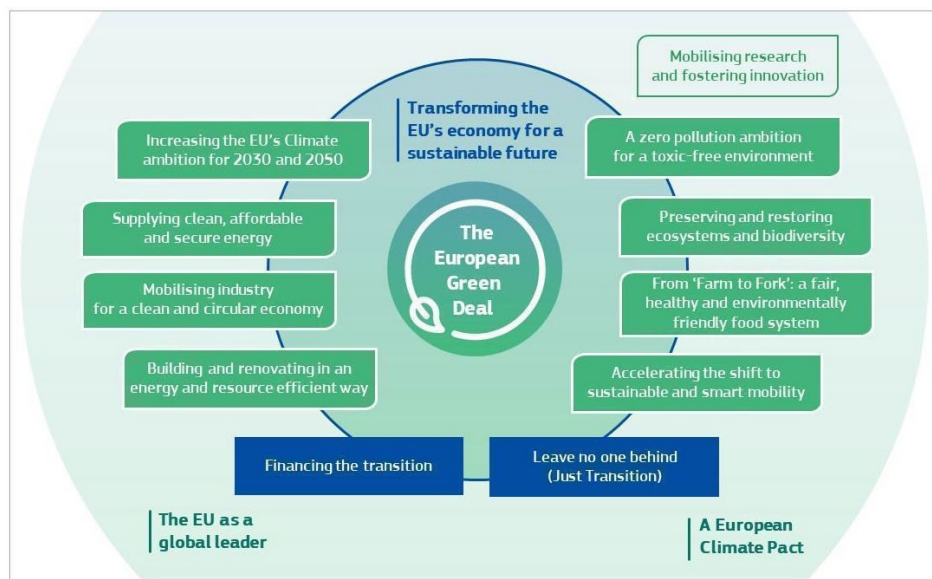 Mobilising research
and fostering innovation
Transforming the
EU's economy for a
sustainable future
Increasing the EU's Climate
ambition for 2030 and 2050
A zero pollution ambition
for a toxic-free environment
Supplying clean, affordable
and secure energy
Preserving and restoring
ecosystems and biodiversity
The
European
Green
Deal
Mobilising industry
for a clean and circular economy
From ‘Farm to Fork’: a fair,
healthy and environmentally
friendly food system
Building and renovating in an
energy and resource efficient way
Accelerating the shift to
sustainable and smart mobility
Financing the transition
Leave no one behind
(Just Transition)
The EU as a
global leader
A European
Climate Pact